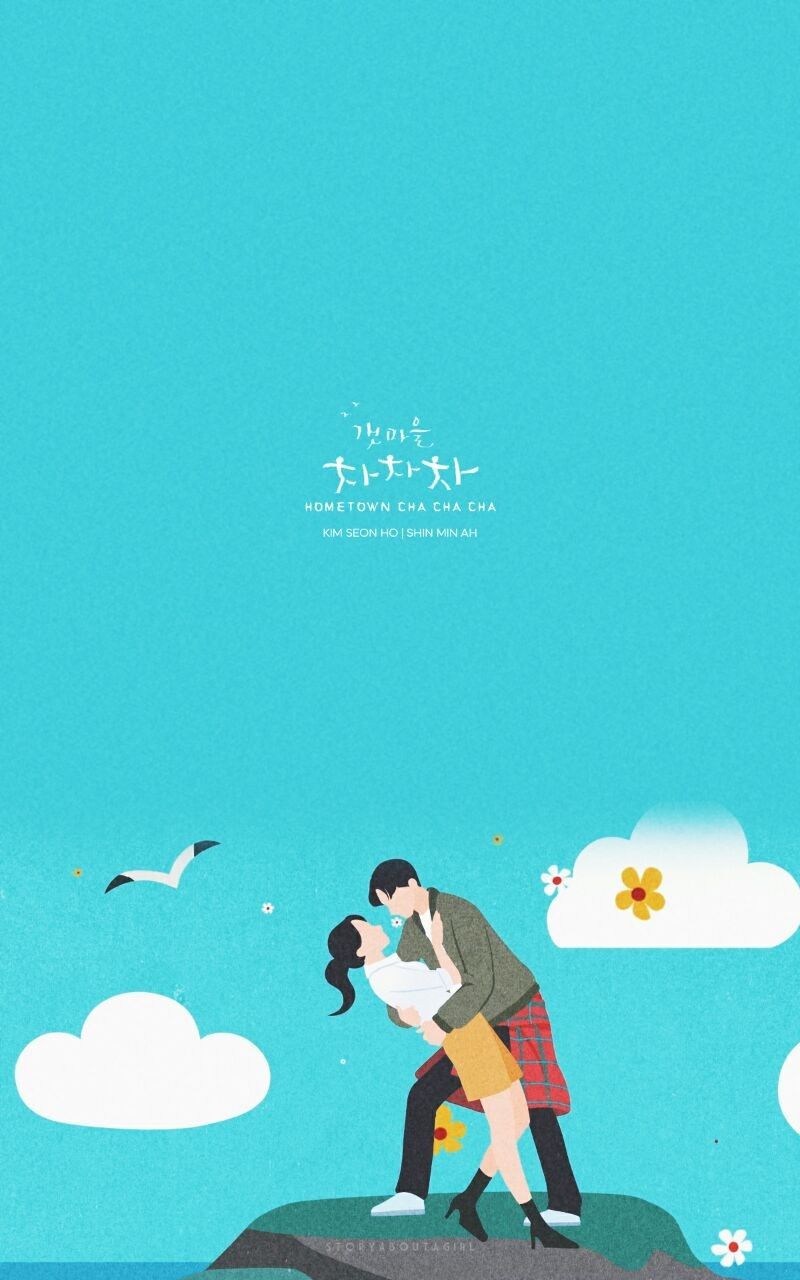 갯마을
차차차
HOMETOWN CHA CHA CHA
KIM SEON HO | SHIN MIN AH
STORYABOUTAGIRL